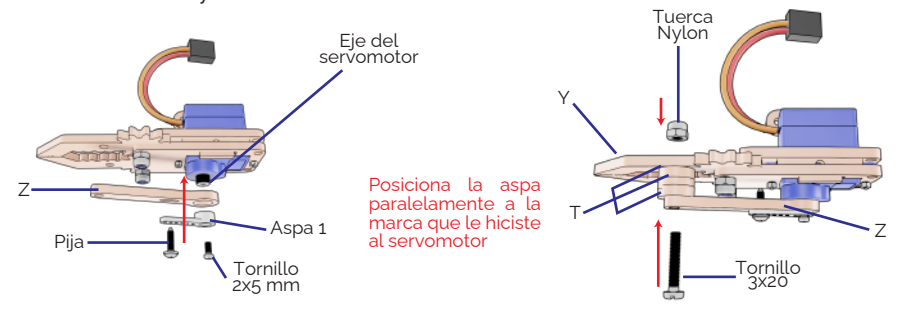 Eje del
servomotor
Z
Aspa 1
Pija
Tornillo
2x5 mm
Posiciona la aspa
paralelamente a la
marca que le hiciste
al servomotor
Tuerca
Nylon
Y
T
Z
Tornillo
3x20